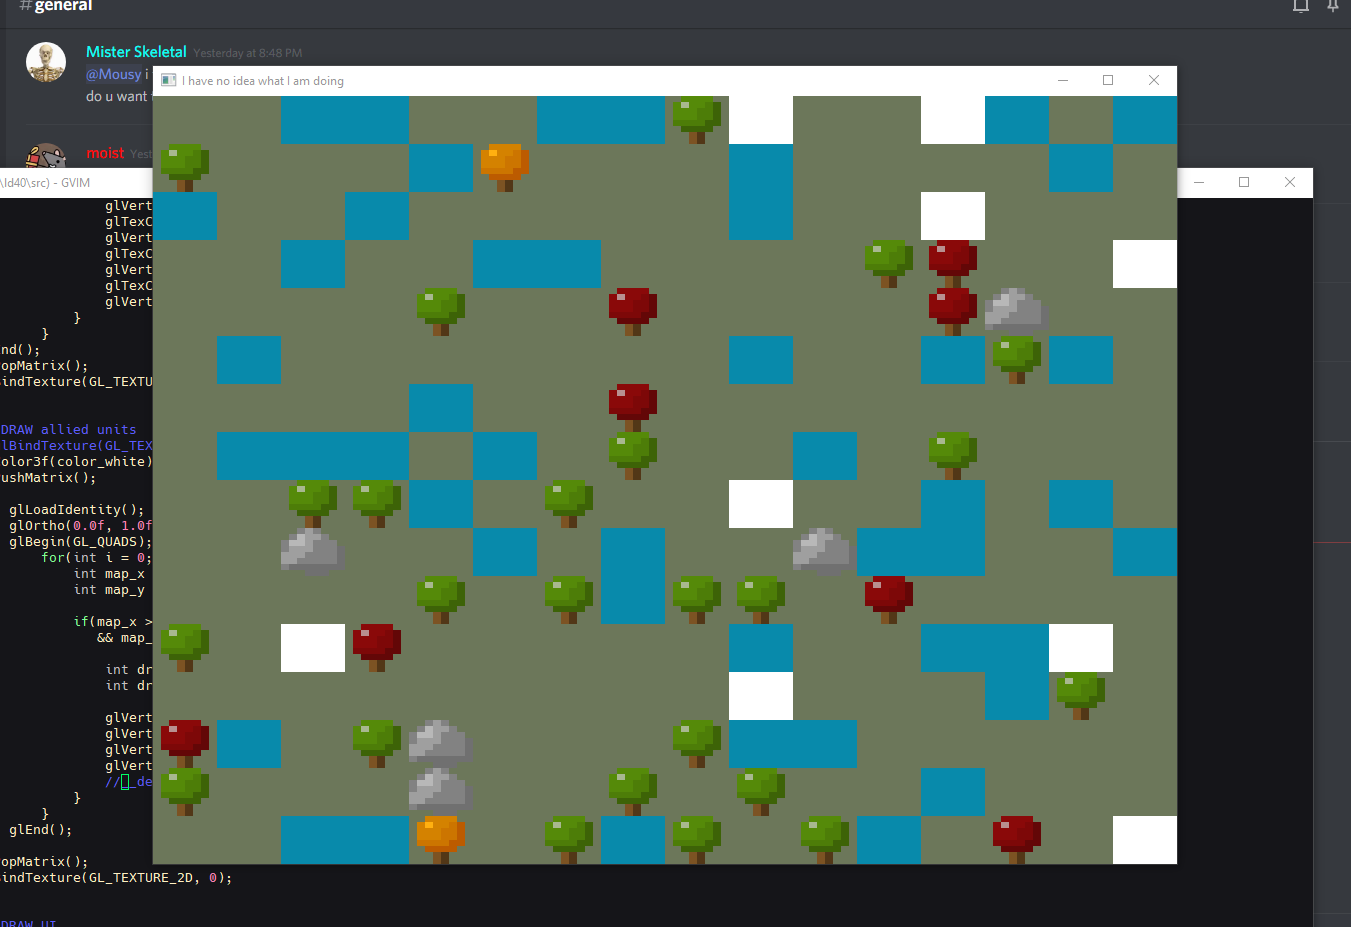 #general
Mister Skeletal Yesterday at 8:48 PM
@Mousy i
do u want
moist Yest
I have no idea what I am doing
\ld40\src) - GVIM
glVert
glTexC
glVert
glTexC
glVert
glTexC
glVert
}
}
nd();
opMatrix();
indTexture(GL_TEXTU
DRAW allied units
lBindTexture(GL_TEX
olor3f(color_white)
ushMatrix();
glLoadIdentity();
glOrtho(0.0f, 1.0f
glBegin(GL_QUADS);
for(int i = 0;
int map_x
int map_y
if(map_x >
&& map_
int dr
int dr
glVert
glVert
glVert
glVert
//_de
}
}
glEnd();
opMatrix();
indTexture(GL_TEXTURE_2D, 0);
DRAW UI